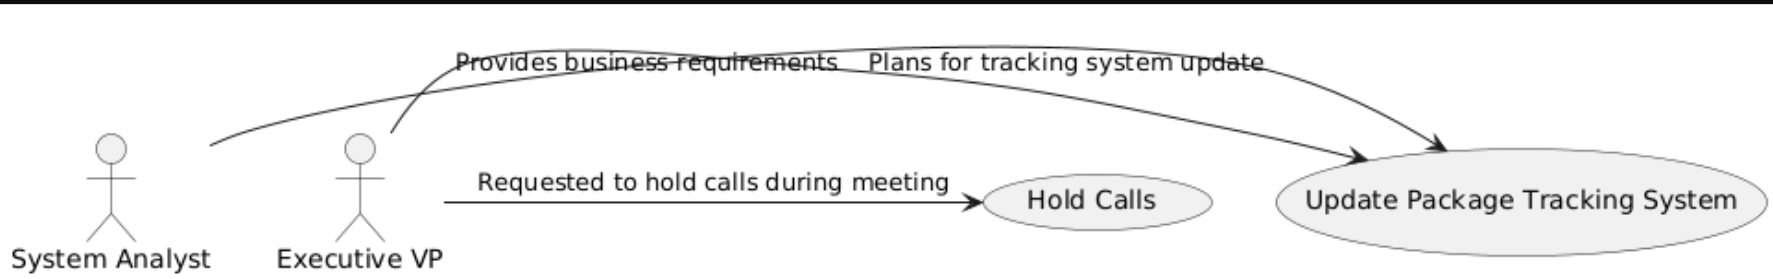 Provides business requirements
Plans for tracking system update
Requested to hold calls during meeting
Hold Calls
Update Package Tracking System
System Analyst
Executive VP